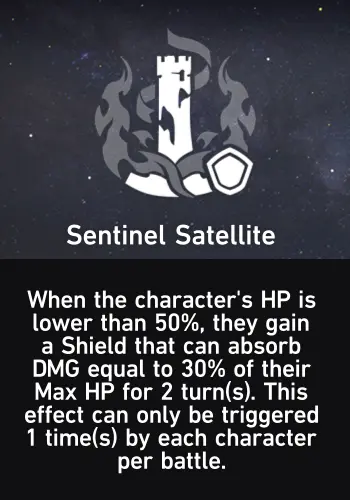 Sentinel Satellite
When the character's HP is
lower than 50%, they gain
a Shield that can absorb
DMG equal to 30% of their
Max HP for 2 turn(s). This
effect can only be triggered
1 time(s) by each character
per battle.